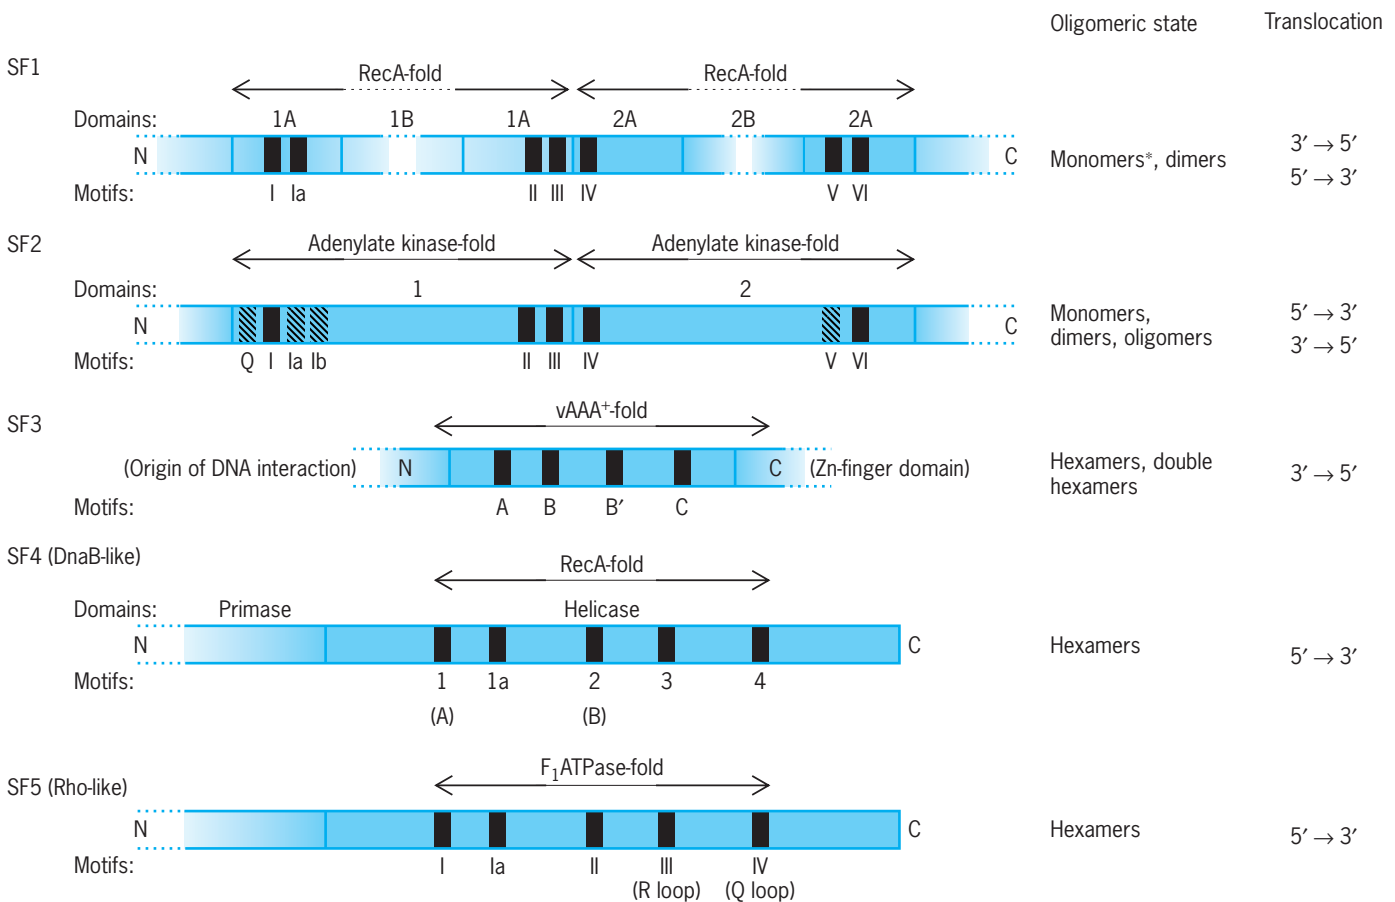 Oligomeric state Translocation
SF1
RecA-fold RecA-fold
Domains: 1A 1B 1A 2A 2B 2A
N C
Monomers*, dimers
3′ → 5′
5′ → 3′
Motifs: I Ia II III IV V VI
SF2
Adenylate kinase-fold Adenylate kinase-fold
Domains: 1 2
N C
Monomers,
dimers, oligomers
5′ → 3′
3′ → 5′
Motifs: Q I Ia Ib II III IV V VI
SF3
vAAA⁺-fold
(Origin of DNA interaction) N C (Zn-finger domain)
Hexamers, double
hexamers
3′ → 5′
Motifs: A B B′ C
SF4 (DnaB-like)
RecA-fold
Domains: Primase Helicase
N C Hexamers 5′ → 3′
Motifs: 1 1a 2 3 4
(A) (B)
SF5 (Rho-like)
F₁ATPase-fold
N C Hexamers 5′ → 3′
Motifs: I Ia II III IV
(R loop) (Q loop)